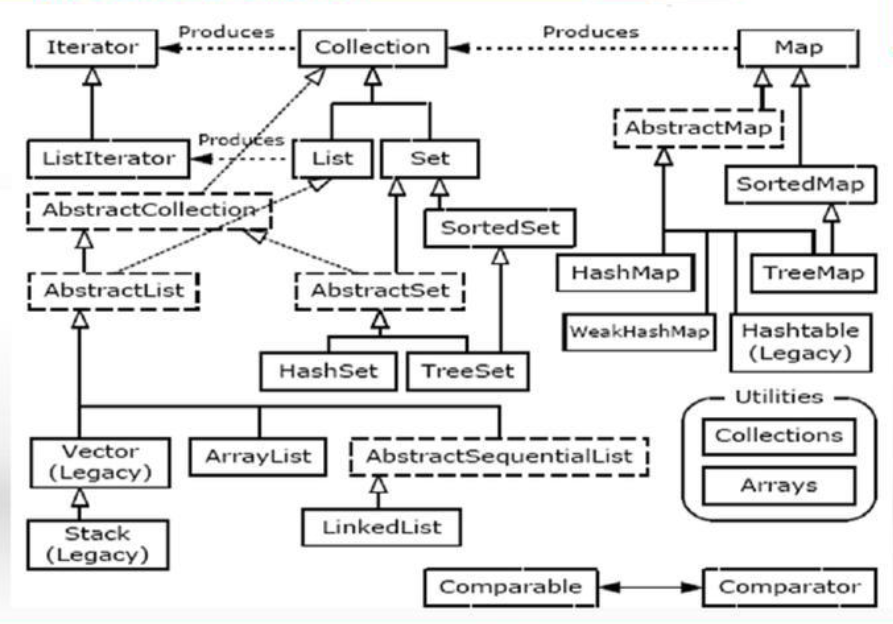 Produces
Produces
Iterator
Collection
Map
AbstractMap
Produces
ListIterator
List
Set
SortedMap
AbstractCollection
SortedSet
HashMap
TreeMap
AbstractList
AbstractSet
WeakHashMap
Hashtable
(Legacy)
HashSet
TreeSet
Utilities
Collections
Vector
(Legacy)
ArrayList
AbstractSequentialList
Arrays
Stack
(Legacy)
LinkedList
Comparable
Comparator